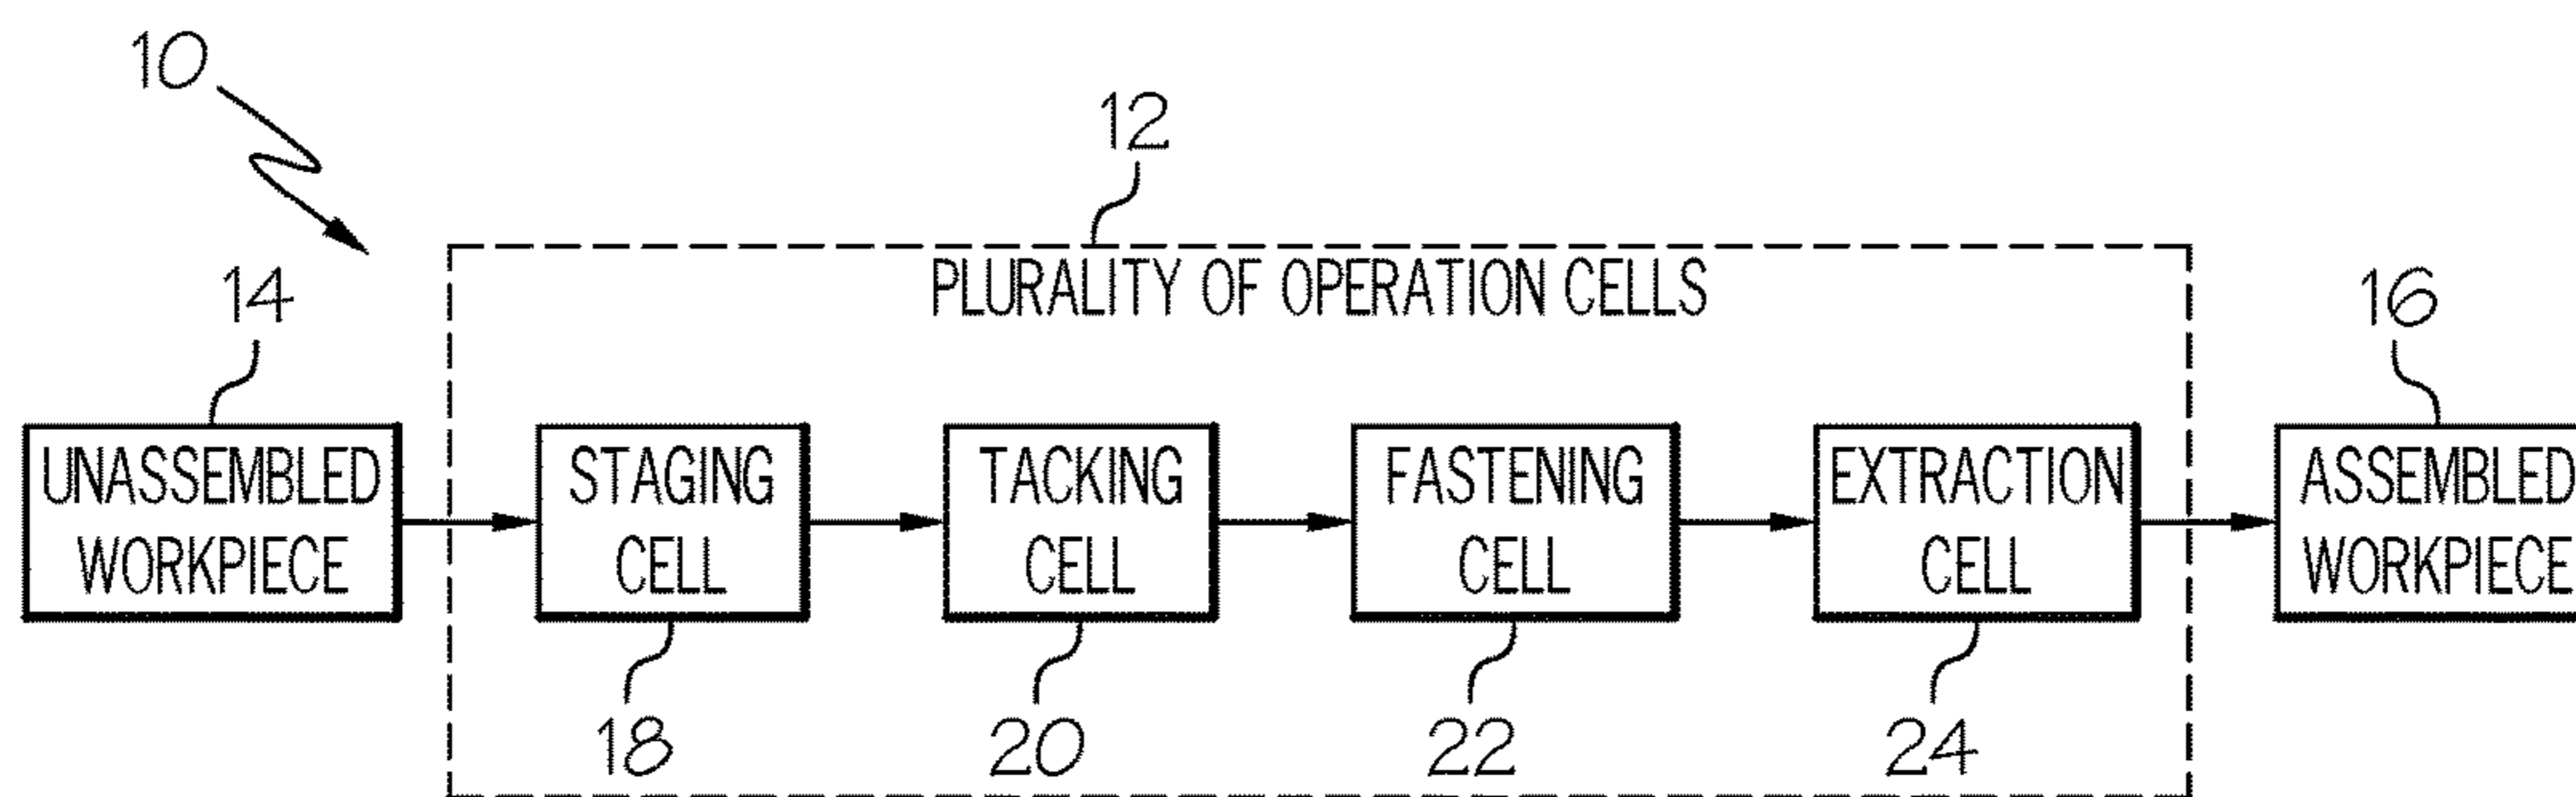 10
12
PLURALITY OF OPERATION CELLS
14
16
UNASSEMBLED
WORKPIECE
STAGING
CELL
TACKING
CELL
FASTENING
CELL
EXTRACTION
CELL
ASSEMBLED
WORKPIECE
18
20
22
24